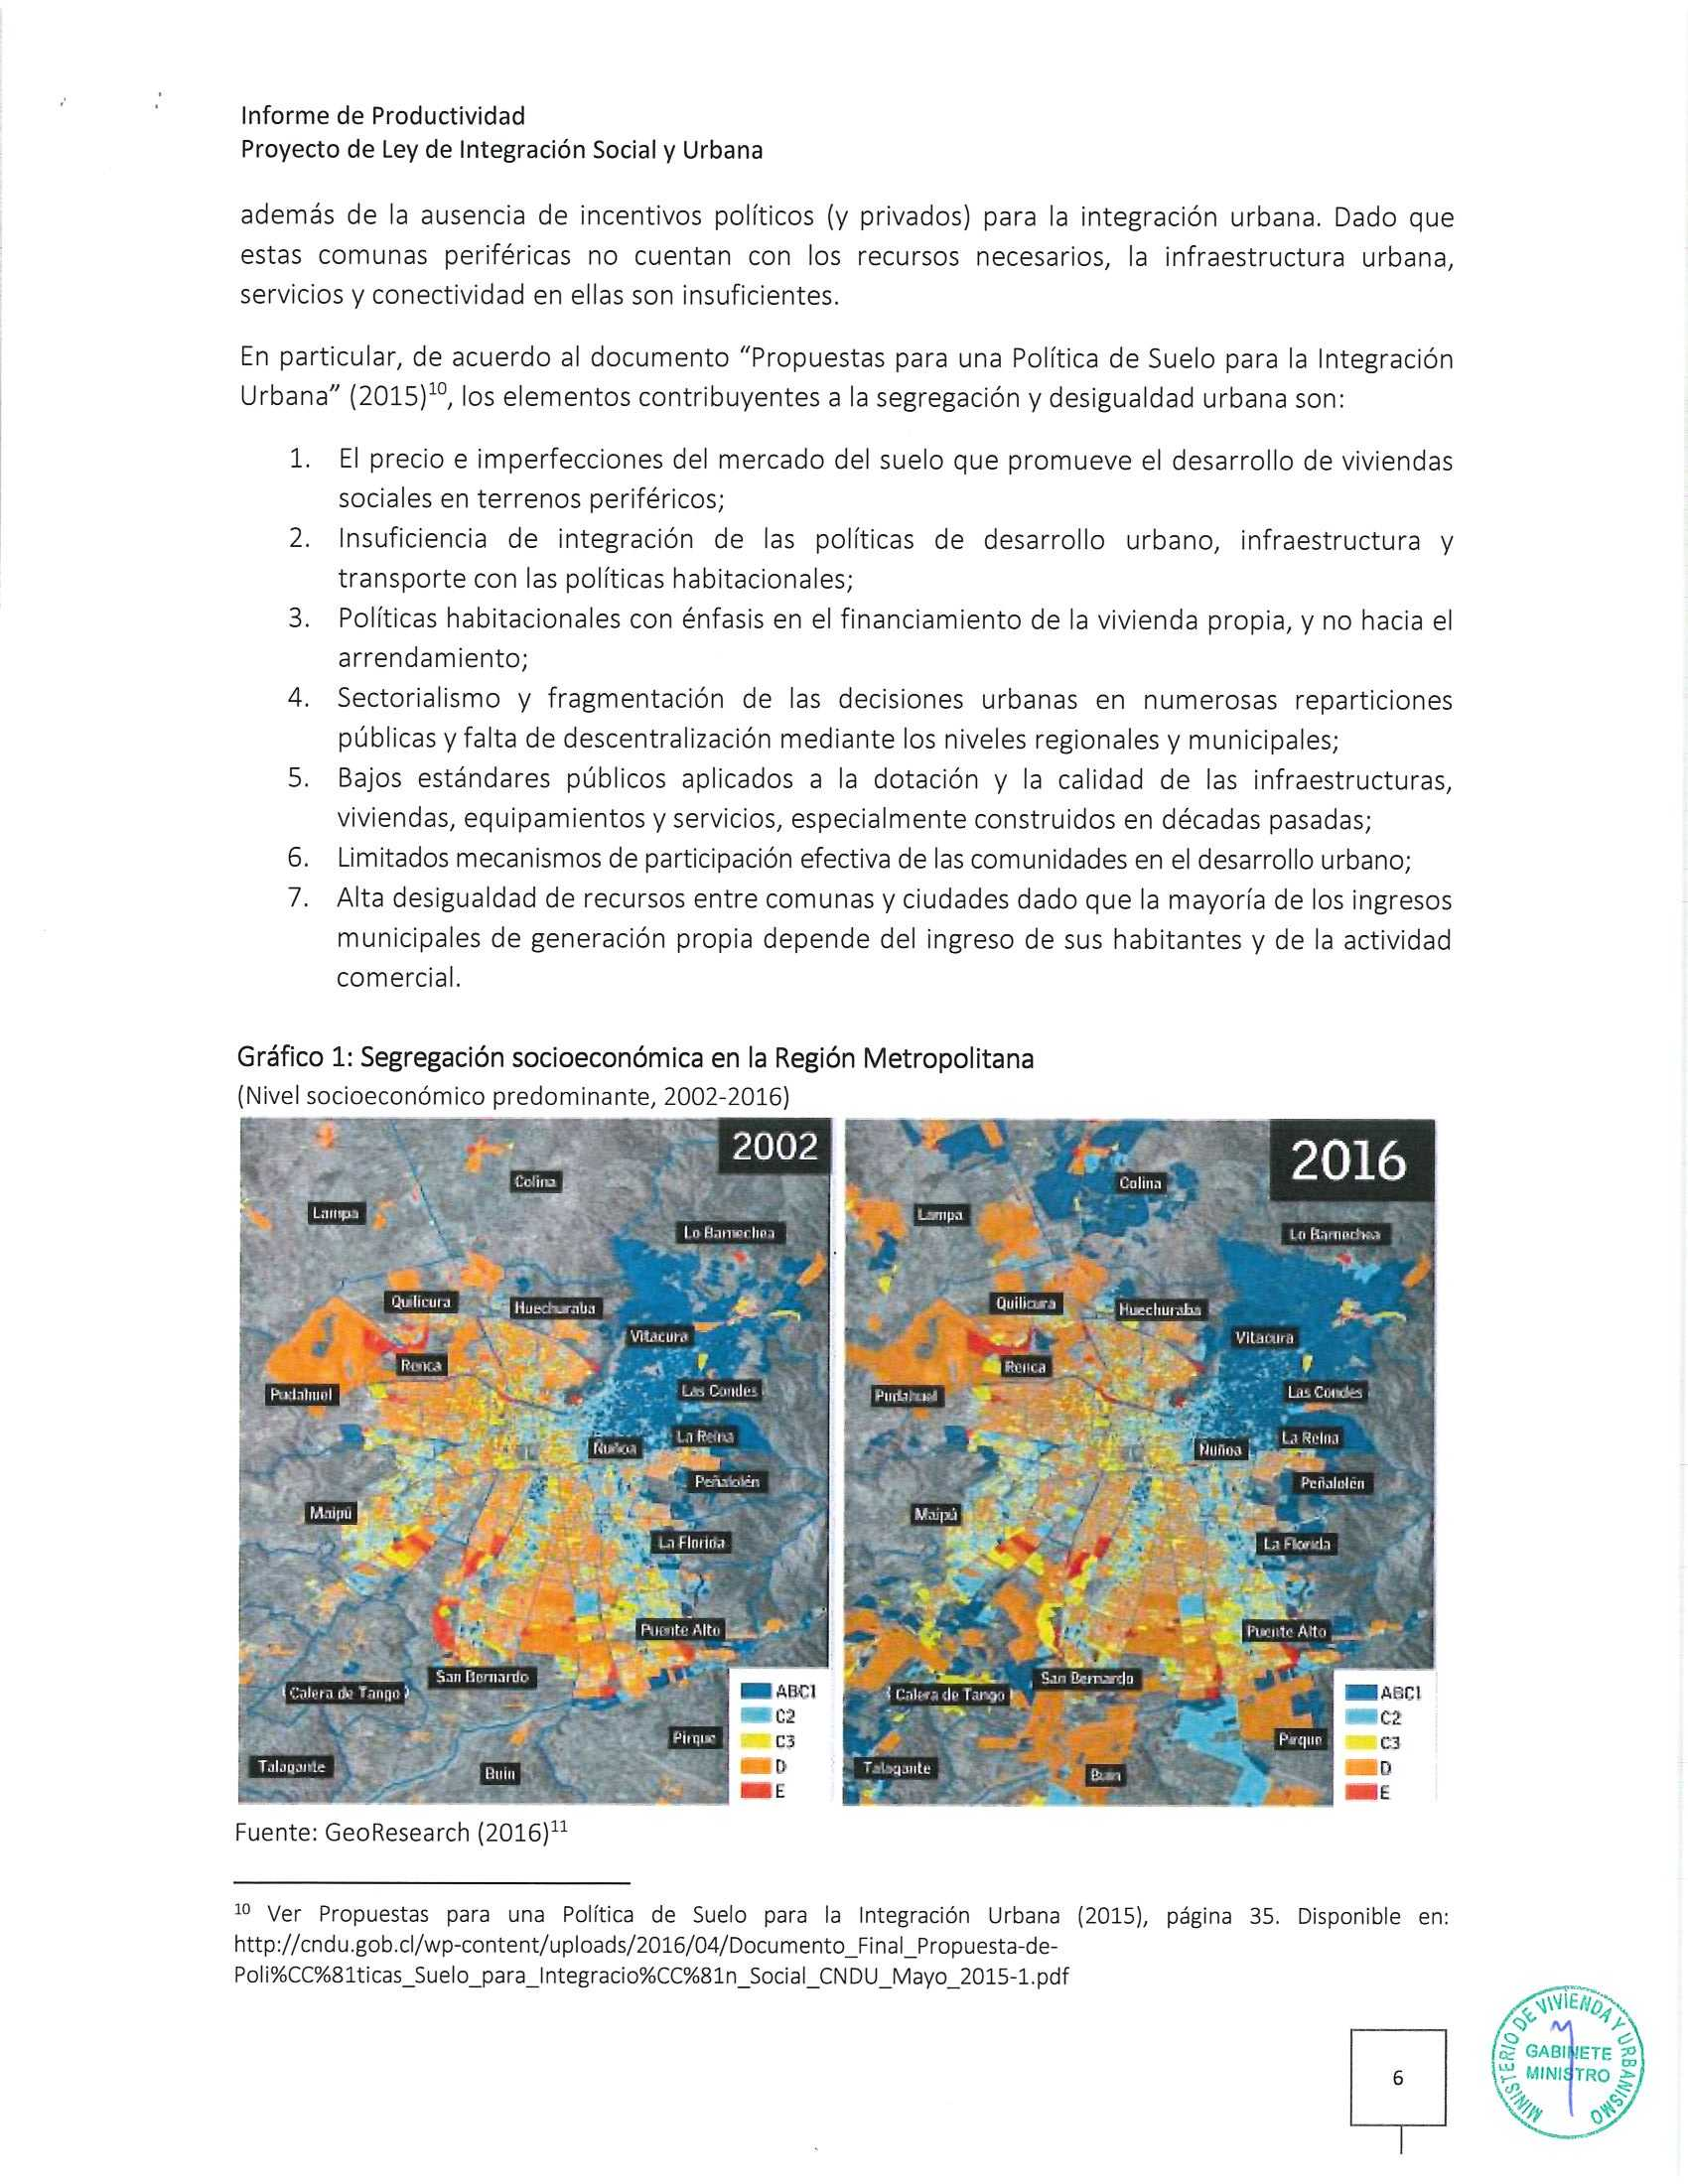 Informe de Productividad
Proyecto de Ley de Integración Social y Urbana
además de la ausencia de incentivos políticos (y privados) para la integración urbana. Dado que
estas comunas periféricas no cuentan con los recursos necesarios, la infraestructura urbana,
servicios y conectividad en ellas son insuficientes.
En particular, de acuerdo al documento “Propuestas para una Política de Suelo para la Integración
Urbana” (2015)¹⁰, los elementos contribuyentes a la segregación y desigualdad urbana son:
1. El precio e imperfecciones del mercado del suelo que promueve el desarrollo de viviendas
sociales en terrenos periféricos;
2. Insuficiencia de integración de las políticas de desarrollo urbano, infraestructura y
transporte con las políticas habitacionales;
3. Políticas habitacionales con énfasis en el financiamiento de la vivienda propia, y no hacia el
arrendamiento;
4. Sectorialismo y fragmentación de las decisiones urbanas en numerosas reparticiones
públicas y falta de descentralización mediante los niveles regionales y municipales;
5. Bajos estándares públicos aplicados a la dotación y la calidad de las infraestructuras,
viviendas, equipamientos y servicios, especialmente construidos en décadas pasadas;
6. Limitados mecanismos de participación efectiva de las comunidades en el desarrollo urbano;
7. Alta desigualdad de recursos entre comunas y ciudades dado que la mayoría de los ingresos
municipales de generación propia depende del ingreso de sus habitantes y de la actividad
comercial.
Gráfico 1: Segregación socioeconómica en la Región Metropolitana
(Nivel socioeconómico predominante, 2002-2016)
2002
Colina
Lampa
Lo Barnechea
Quilicura
Huechuraba
Vitacura
Renca
Pudahuel
Las Condes
La Reina
Ñuñoa
Peñalolén
Maipú
La Florida
Puente Alto
San Bernardo
Calera de Tango
Pirque
Talagante
Buin
ABC1
C2
C3
D
E
2016
Colina
Lampa
Lo Barnechea
Quilicura
Huechuraba
Vitacura
Renca
Pudahuel
Las Condes
La Reina
Ñuñoa
Peñalolén
Maipú
La Florida
Puente Alto
San Bernardo
Calera de Tango
Pirque
Talagante
Buin
ABC1
C2
C3
D
E
Fuente: GeoResearch (2016)¹¹
¹⁰ Ver Propuestas para una Política de Suelo para la Integración Urbana (2015), página 35. Disponible en:
http://cndu.gob.cl/wp-content/uploads/2016/04/Documento_Final_Propuesta-de-
Poli%CC%81ticas_Suelo_para_Integracio%CC%81n_Social_CNDU_Mayo_2015-1.pdf
6
MINISTERIO DE VIVIENDA Y URBANISMO
GABINETE
MINISTRO